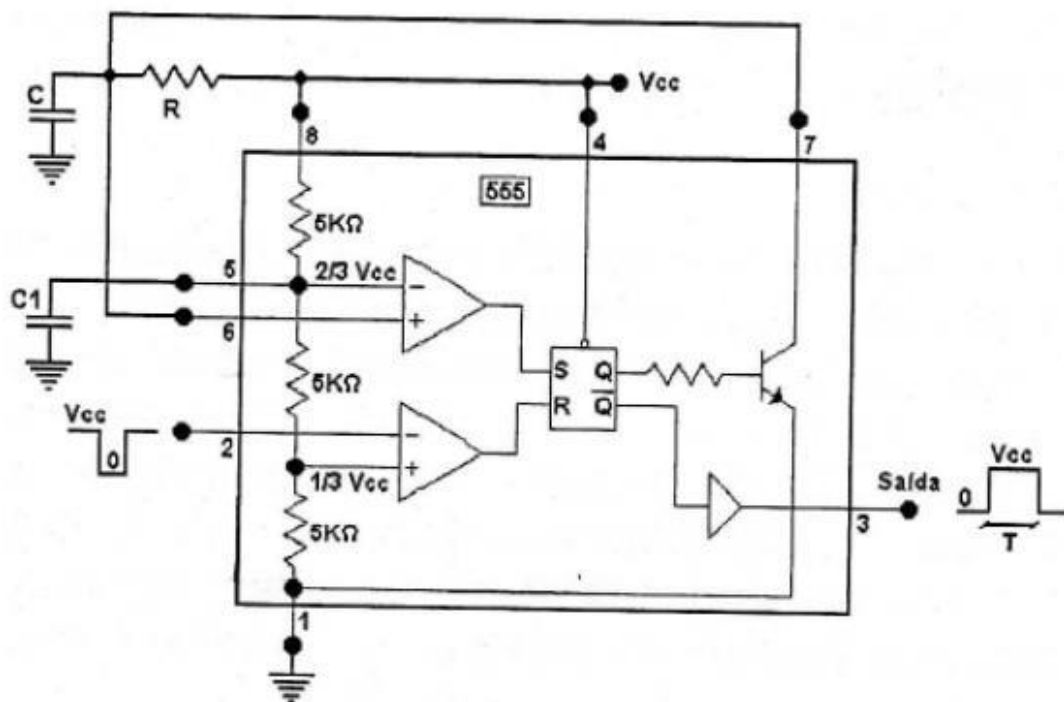 Vcc
C
R
8
4
7
555
5KΩ
5
2/3 Vcc
C1
6
5KΩ
S Q
R Q̅
Vcc
0
2
1/3 Vcc
5KΩ
Vcc
Saída
0
3
T
1